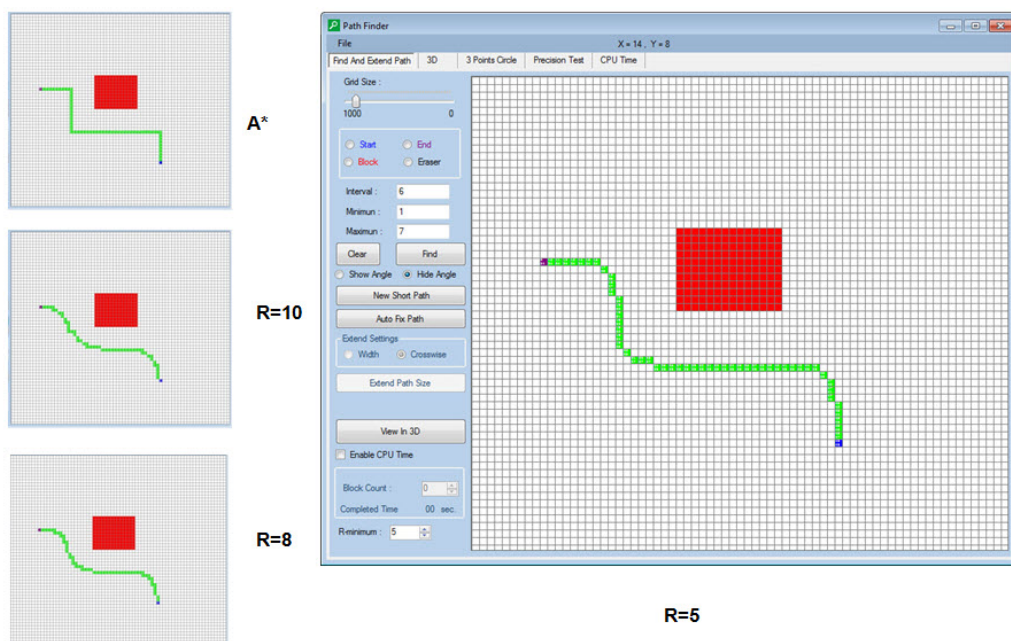 Path Finder
File
X = 14 , Y = 8
Find And Extend Path 3D 3 Points Circle Precision Test CPU Time
Grid Size :
1000 0
Start End
Block Eraser
Interval : 6
Minimun : 1
Maximun : 7
Clear Find
Show Angle Hide Angle
New Short Path
Auto Fix Path
Extend Settings
Width Crosswise
Extend Path Size
View In 3D
Enable CPU Time
Block Count : 0
Completed Time 00 sec.
R-minimum : 5
A*
R=10
R=8
R=5